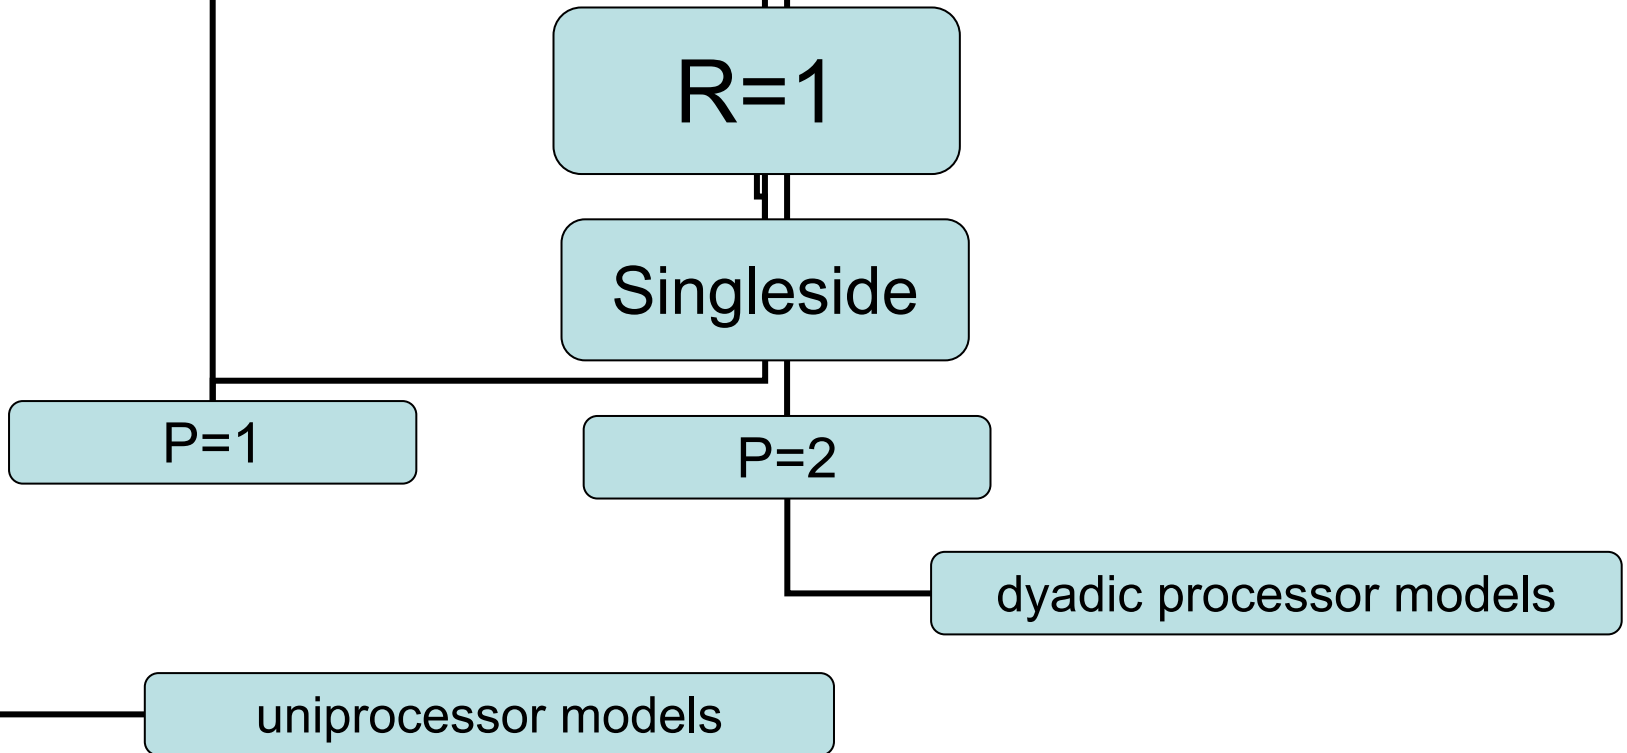 R=1
Singleside
P=1
P=2
dyadic processor models
uniprocessor models